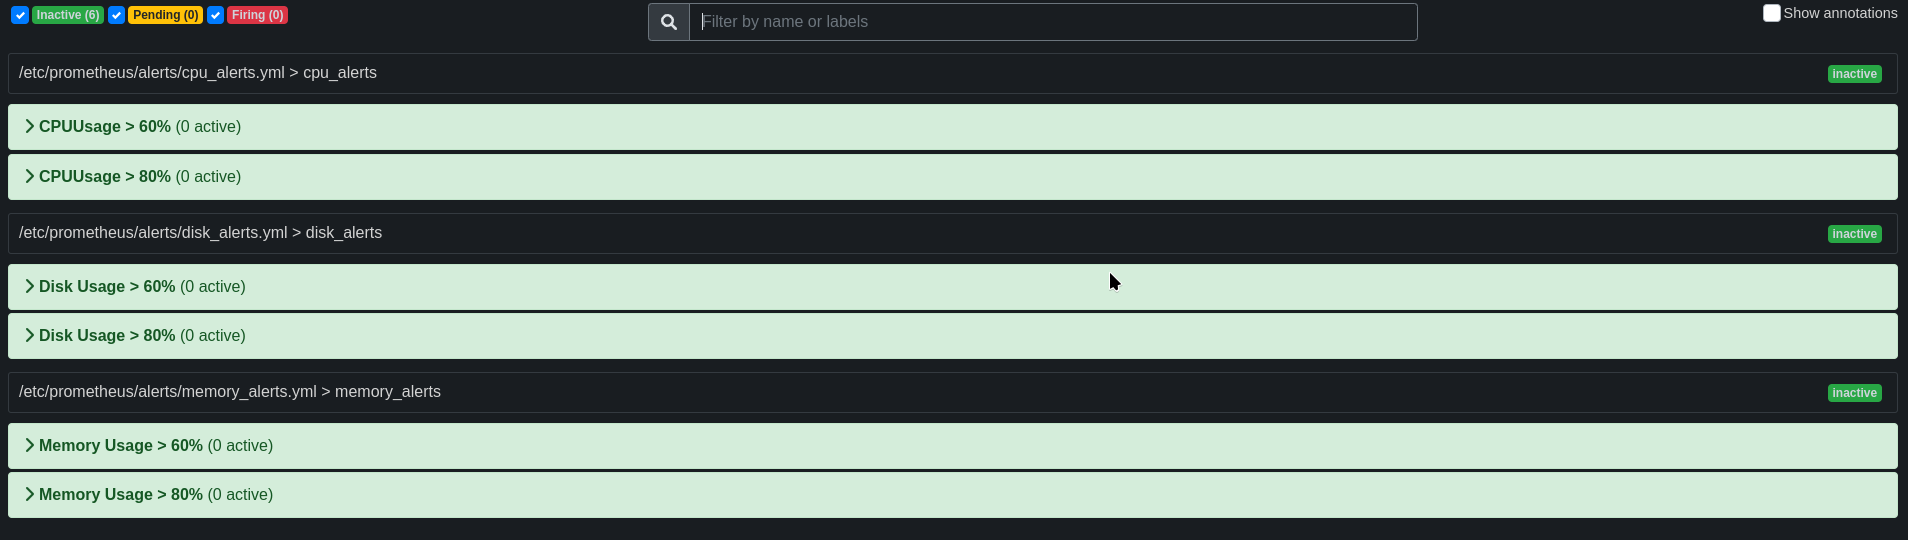 Inactive (6) Pending (0) Firing (0) Filter by name or labels Show annotations
/etc/prometheus/alerts/cpu_alerts.yml > cpu_alerts inactive
CPUUsage > 60% (0 active)
CPUUsage > 80% (0 active)
/etc/prometheus/alerts/disk_alerts.yml > disk_alerts inactive
Disk Usage > 60% (0 active)
Disk Usage > 80% (0 active)
/etc/prometheus/alerts/memory_alerts.yml > memory_alerts inactive
Memory Usage > 60% (0 active)
Memory Usage > 80% (0 active)